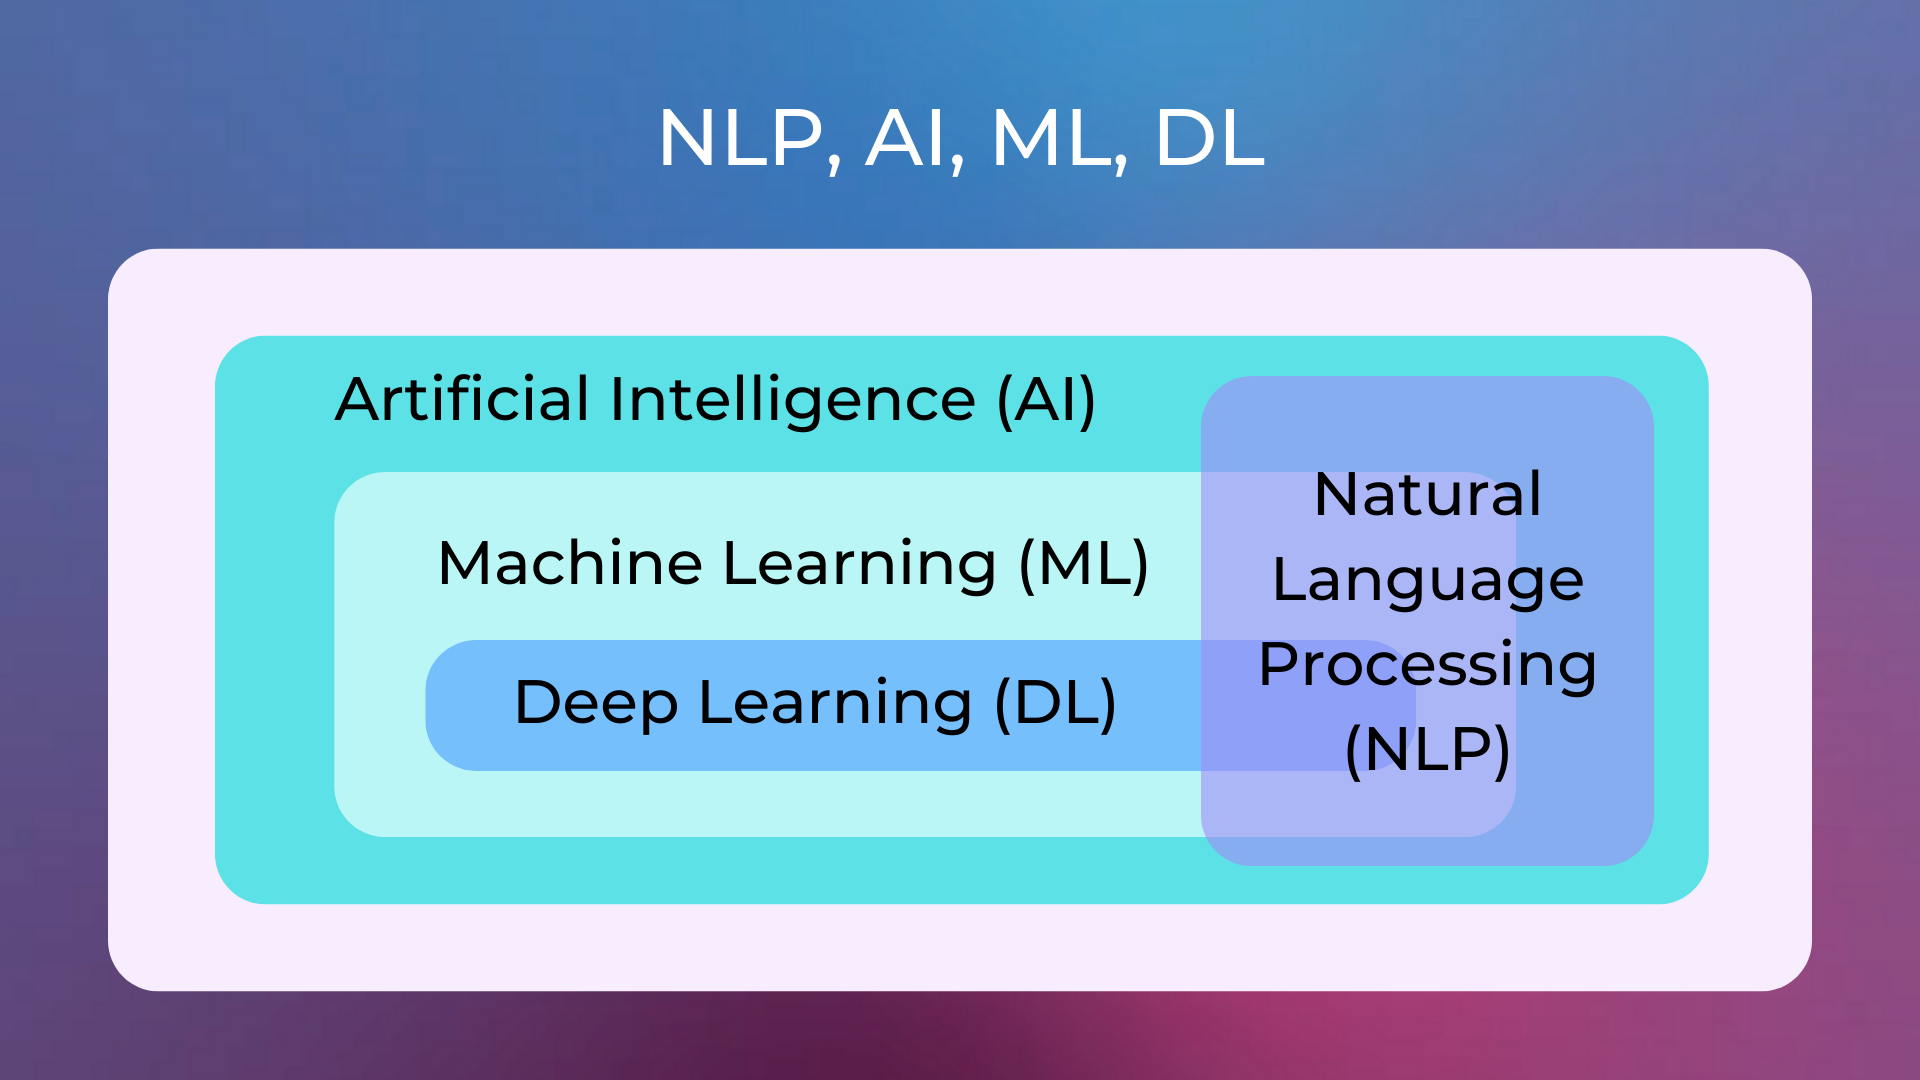 NLP, AI, ML, DL
Artificial Intelligence (AI)
Machine Learning (ML)
Deep Learning (DL)
Natural
Language
Processing
(NLP)